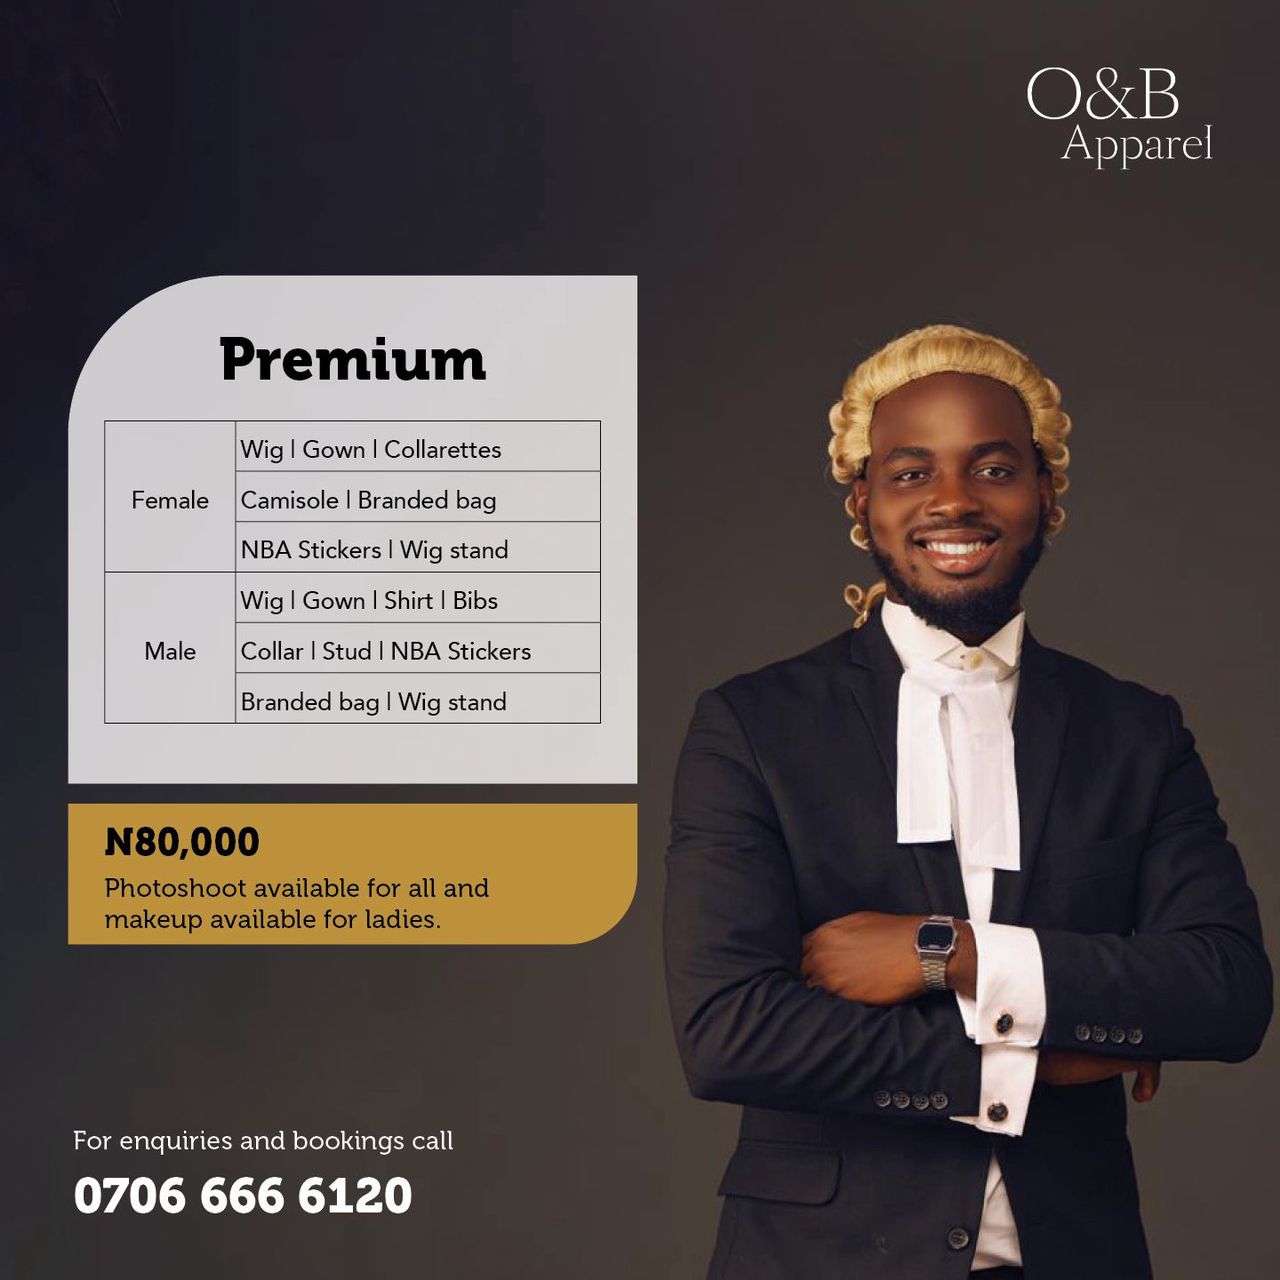 O&B
Apparel
Premium
Female
Wig | Gown | Collarettes
Camisole | Branded bag
NBA Stickers | Wig stand
Male
Wig | Gown | Shirt | Bibs
Collar | Stud | NBA Stickers
Branded bag | Wig stand
N80,000
Photoshoot available for all and
makeup available for ladies.
For enquiries and bookings call
0706 666 6120